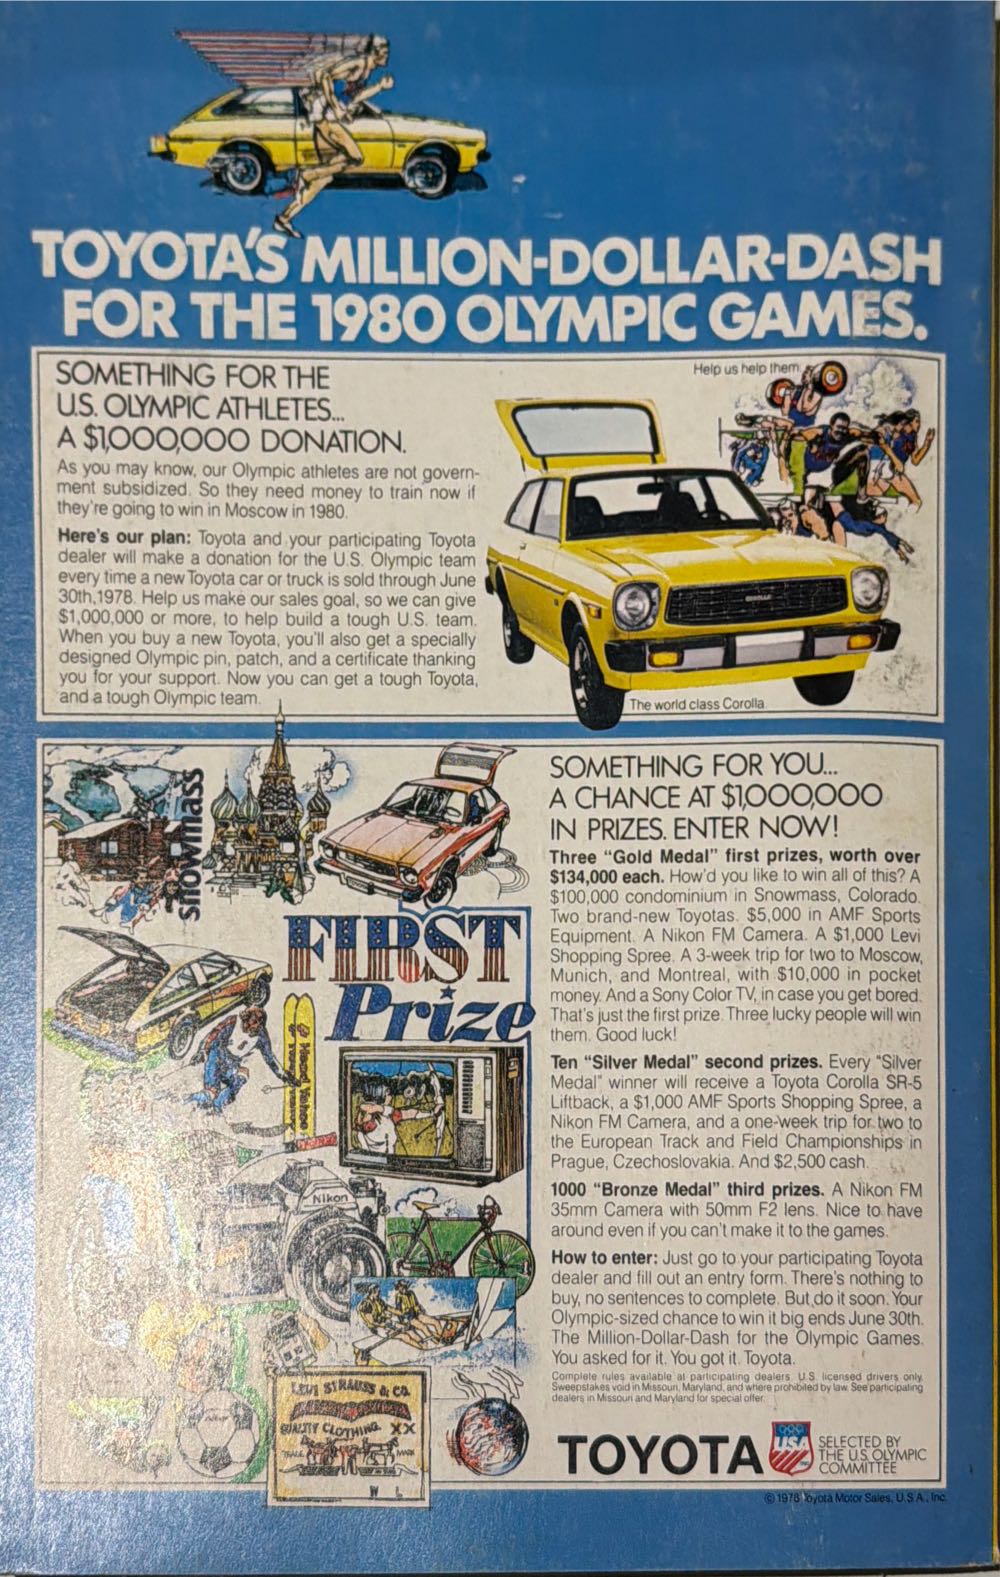 TOYOTA'S MILLION-DOLLAR-DASH
FOR THE 1980 OLYMPIC GAMES.
SOMETHING FOR THE
U.S. OLYMPIC ATHLETES...
A $1,000,000 DONATION.
As you may know, our Olympic athletes are not govern-
ment subsidized. So they need money to train now if
they're going to win in Moscow in 1980.
Here's our plan: Toyota and your participating Toyota
dealer will make a donation for the U.S. Olympic team
every time a new Toyota car or truck is sold through June
30th, 1978. Help us make our sales goal, so we can give
$1,000,000 or more, to help build a tough U.S. team.
When you buy a new Toyota, you'll also get a specially
designed Olympic pin, patch, and a certificate thanking
you for your support. Now you can get a tough Toyota,
and a tough Olympic team.
Help us help them.
COROLLA
The world class Corolla.
snowmass
FIRST
Prize
Nikon
LEVI STRAUSS & CO.
QUALITY CLOTHING XX
TRADE MARK
W L
SOMETHING FOR YOU...
A CHANCE AT $1,000,000
IN PRIZES. ENTER NOW!
Three "Gold Medal" first prizes, worth over
$134,000 each. How'd you like to win all of this? A
$100,000 condominium in Snowmass, Colorado.
Two brand-new Toyotas. $5,000 in AMF Sports
Equipment. A Nikon FM Camera. A $1,000 Levi
Shopping Spree. A 3-week trip for two to Moscow,
Munich, and Montreal, with $10,000 in pocket
money. And a Sony Color TV, in case you get bored.
That's just the first prize. Three lucky people will win
them. Good luck!
Ten "Silver Medal" second prizes. Every "Silver
Medal" winner will receive a Toyota Corolla SR-5
Liftback, a $1,000 AMF Sports Shopping Spree, a
Nikon FM Camera, and a one-week trip for two to
the European Track and Field Championships in
Prague, Czechoslovakia. And $2,500 cash.
1000 "Bronze Medal" third prizes. A Nikon FM
35mm Camera with 50mm F2 lens. Nice to have
around even if you can't make it to the games.
How to enter: Just go to your participating Toyota
dealer and fill out an entry form. There's nothing to
buy, no sentences to complete. But do it soon. Your
Olympic-sized chance to win it big ends June 30th.
The Million-Dollar-Dash for the Olympic Games.
You asked for it. You got it. Toyota.
Complete rules available at participating dealers. U.S. licensed drivers only.
Sweepstakes void in Missouri, Maryland, and where prohibited by law. See participating
dealers in Missouri and Maryland for special offer.
TOYOTA
USA
SELECTED BY
THE U.S. OLYMPIC
COMMITTEE
© 1978 Toyota Motor Sales, U.S.A., Inc.